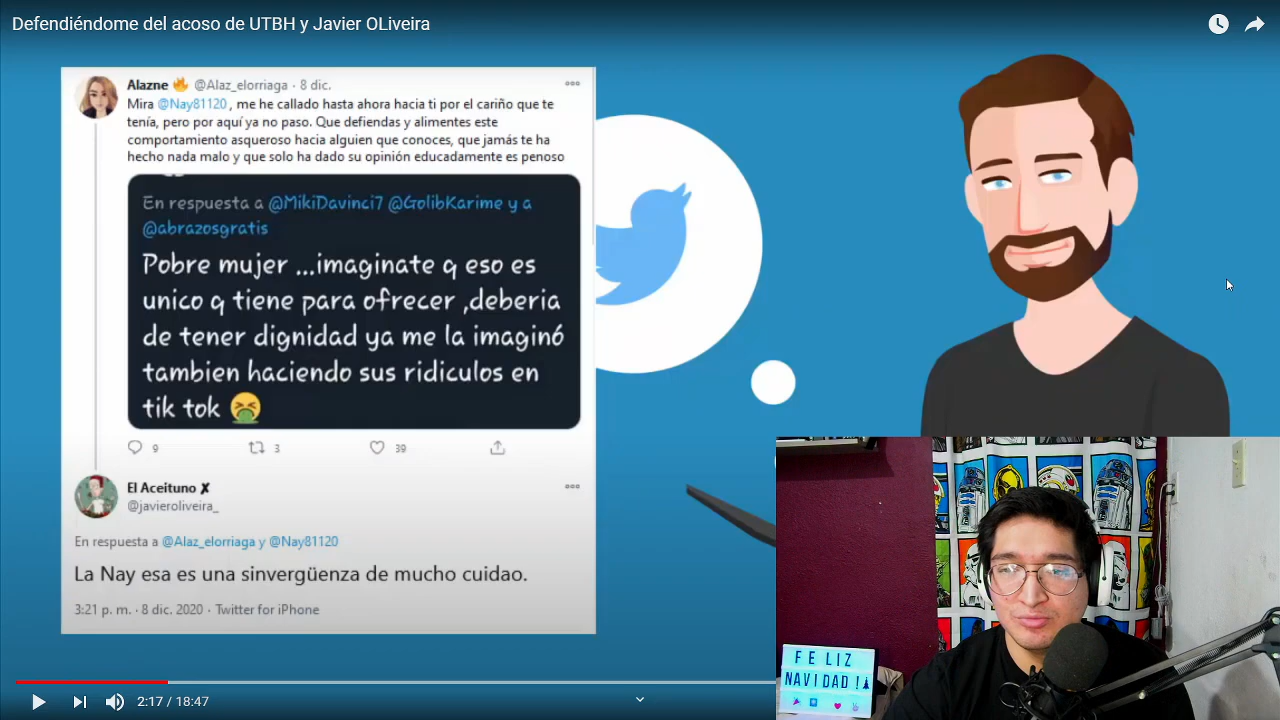 Defendiéndome del acoso de UTBH y Javier OLiveira
Alazne 🔥 @Alaz_elorriaga · 8 dic.
Mira @Nay81120, me he callado hasta ahora hacia ti por el cariño que te
tenía, pero por aquí ya no paso. Que defiendas y alimentes este
comportamiento asqueroso hacia alguien que conoces, que jamás te ha
hecho nada malo y que solo ha dado su opinión educadamente es penoso
En respuesta a @MikiDavinci7 @GolibKarime y a
@abrazosgratis
Pobre mujer ...imaginate q eso es
unico q tiene para ofrecer ,deberia
de tener dignidad ya me la imaginó
tambien haciendo sus ridiculos en
tik tok 🤮
9 3 39
El Aceituno ✘
@javieroliveira_
En respuesta a @Alaz_elorriaga y @Nay81120
La Nay esa es una sinvergüenza de mucho cuidao.
3:21 p. m. · 8 dic. 2020 · Twitter for iPhone
FELIZ
NAVIDAD!
2:17 / 18:47